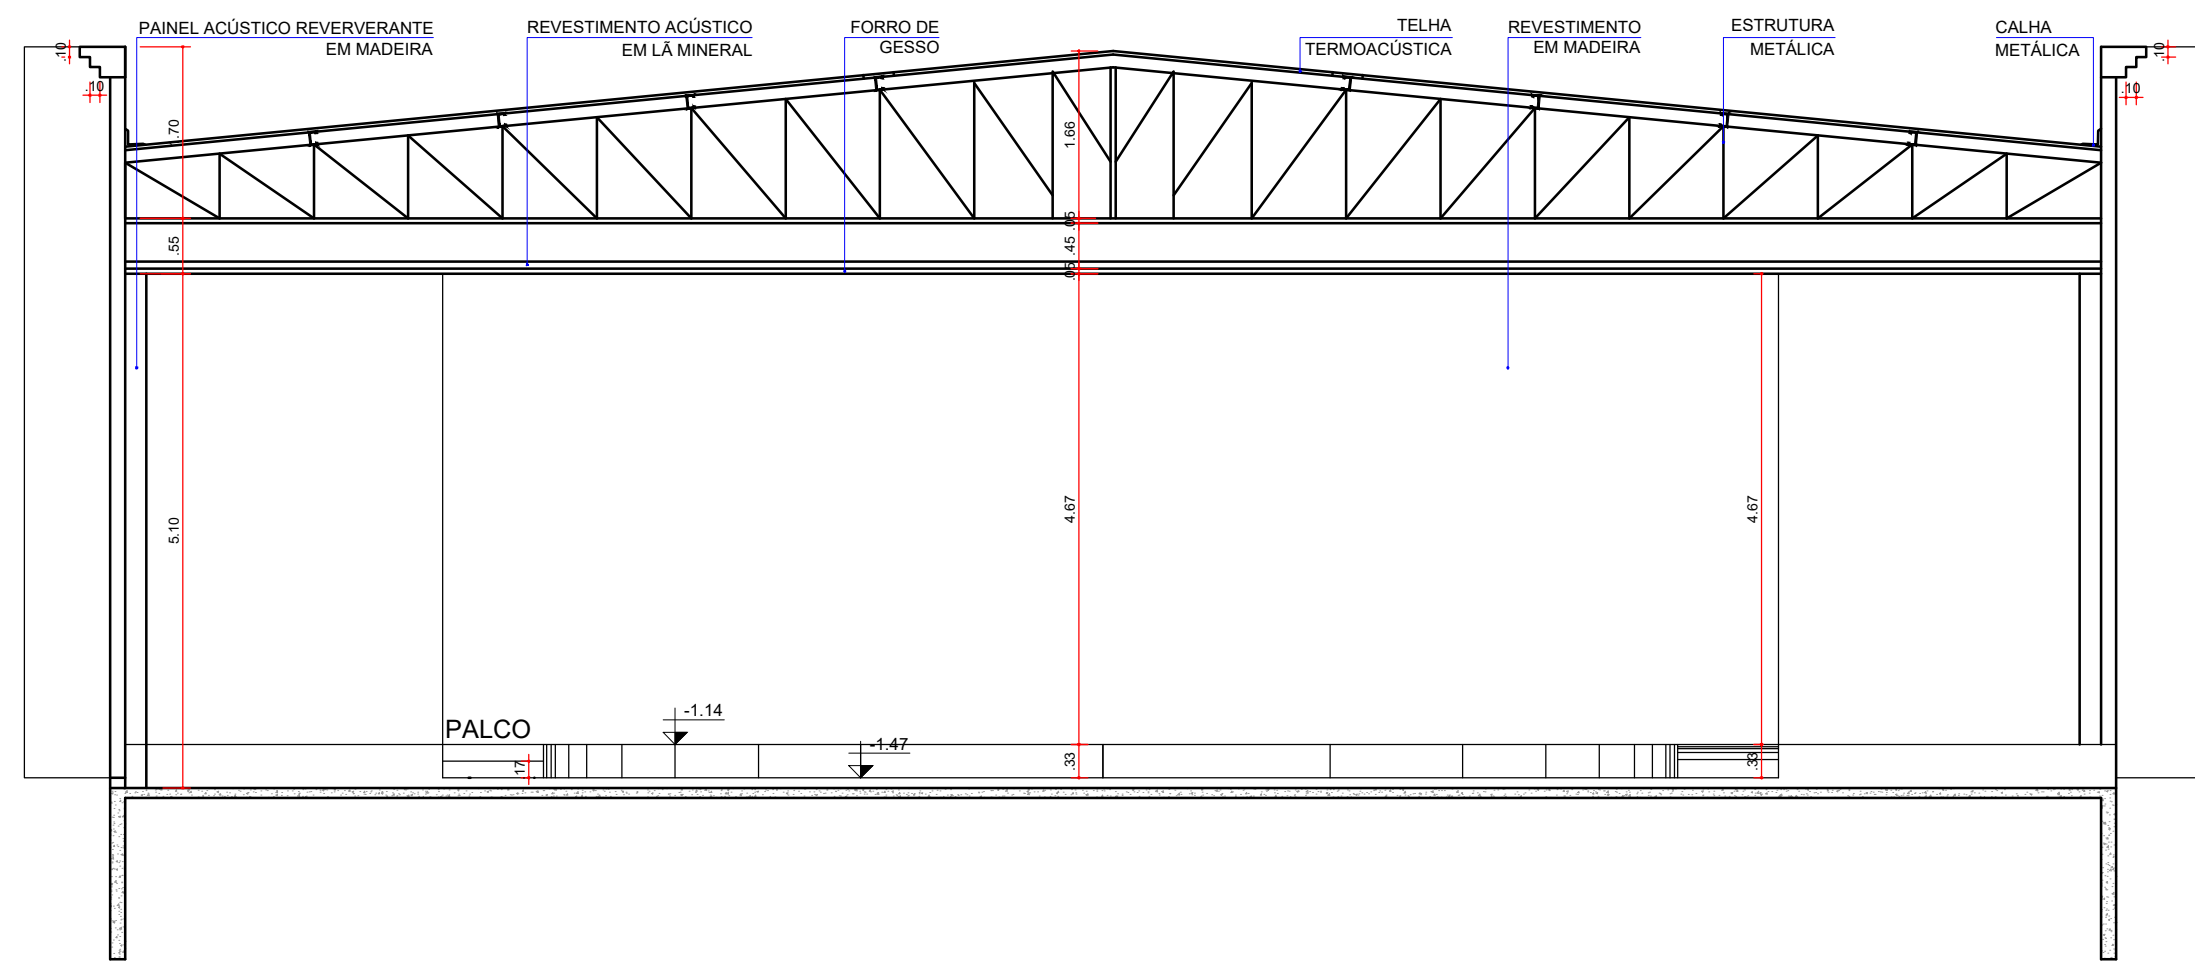 PAINEL ACÚSTICO REVERVERANTE
EM MADEIRA
REVESTIMENTO ACÚSTICO
EM LÃ MINERAL
FORRO DE
GESSO
TELHA
TERMOACÚSTICA
REVESTIMENTO
EM MADEIRA
ESTRUTURA
METÁLICA
CALHA
METÁLICA
.10
.10
.10
.10
.70
1.66
.05
.55
.45
.05
5.10
4.67
4.67
PALCO
-1.14
-1.47
.17
.33
.33